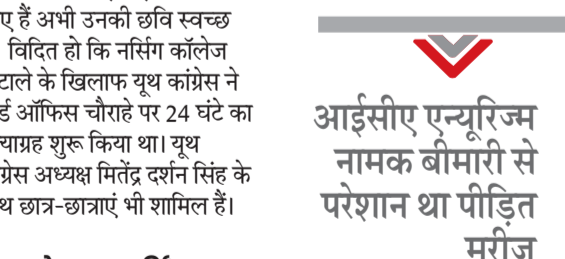 ए हैं अभी उनकी छवि स्वच्छ
विदित हो कि नर्सिग कॉलेज
टाले के खिलाफ यूथ कांग्रेस ने
र्ड ऑफिस चौराहे पर 24 घंटे का
त्याग्रह शुरू किया था। यूथ
ग्रेस अध्यक्ष मितेंद्र दर्शन सिंह के
थ छात्र-छात्राएं भी शामिल हैं।
आईसीए एन्यूरिज्म
नामक बीमारी से
परेशान था पीड़ित
मरीज